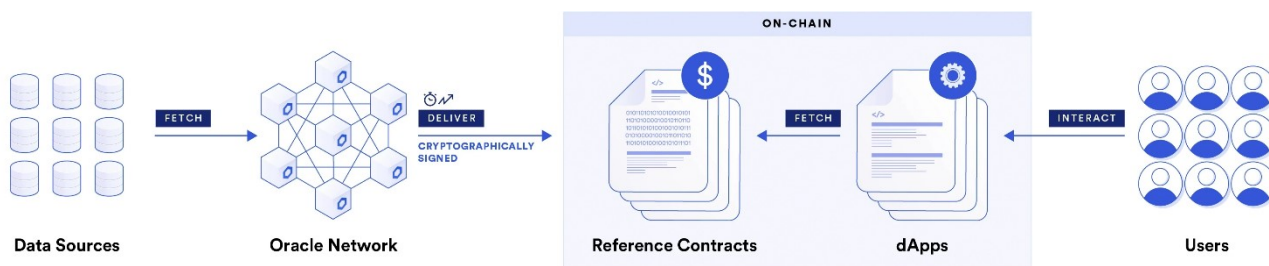 ON-CHAIN
FETCH
DELIVER
CRYPTOGRAPHICALLY
SIGNED
</>
$
FETCH
</>
INTERACT
Data Sources
Oracle Network
Reference Contracts
dApps
Users